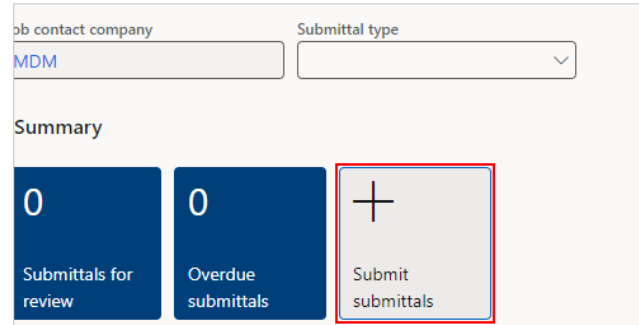 ob contact company
Submittal type
MDM
Summary
0
0
Submittals for
review
Overdue
submittals
Submit
submittals